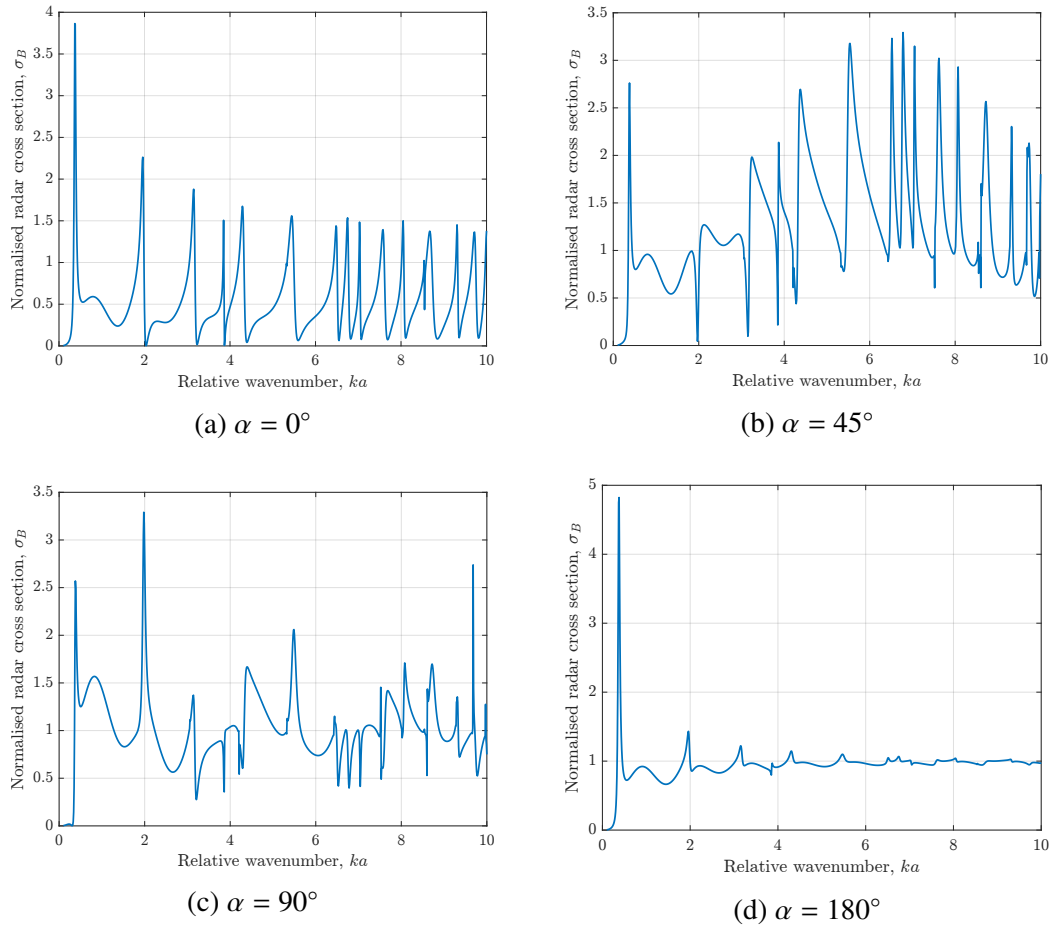 4
3.5
3
2.5
2
1.5
1
0.5
0
Normalised radar cross section, σ_B
0 2 4 6 8 10
Relative wavenumber, ka
(a) α = 0°
3.5
3
2.5
2
1.5
1
0.5
0
Normalised radar cross section, σ_B
0 2 4 6 8 10
Relative wavenumber, ka
(b) α = 45°
3.5
3
2.5
2
1.5
1
0.5
0
Normalised radar cross section, σ_B
0 2 4 6 8 10
Relative wavenumber, ka
(c) α = 90°
5
4
3
2
1
0
Normalised radar cross section, σ_B
0 2 4 6 8 10
Relative wavenumber, ka
(d) α = 180°